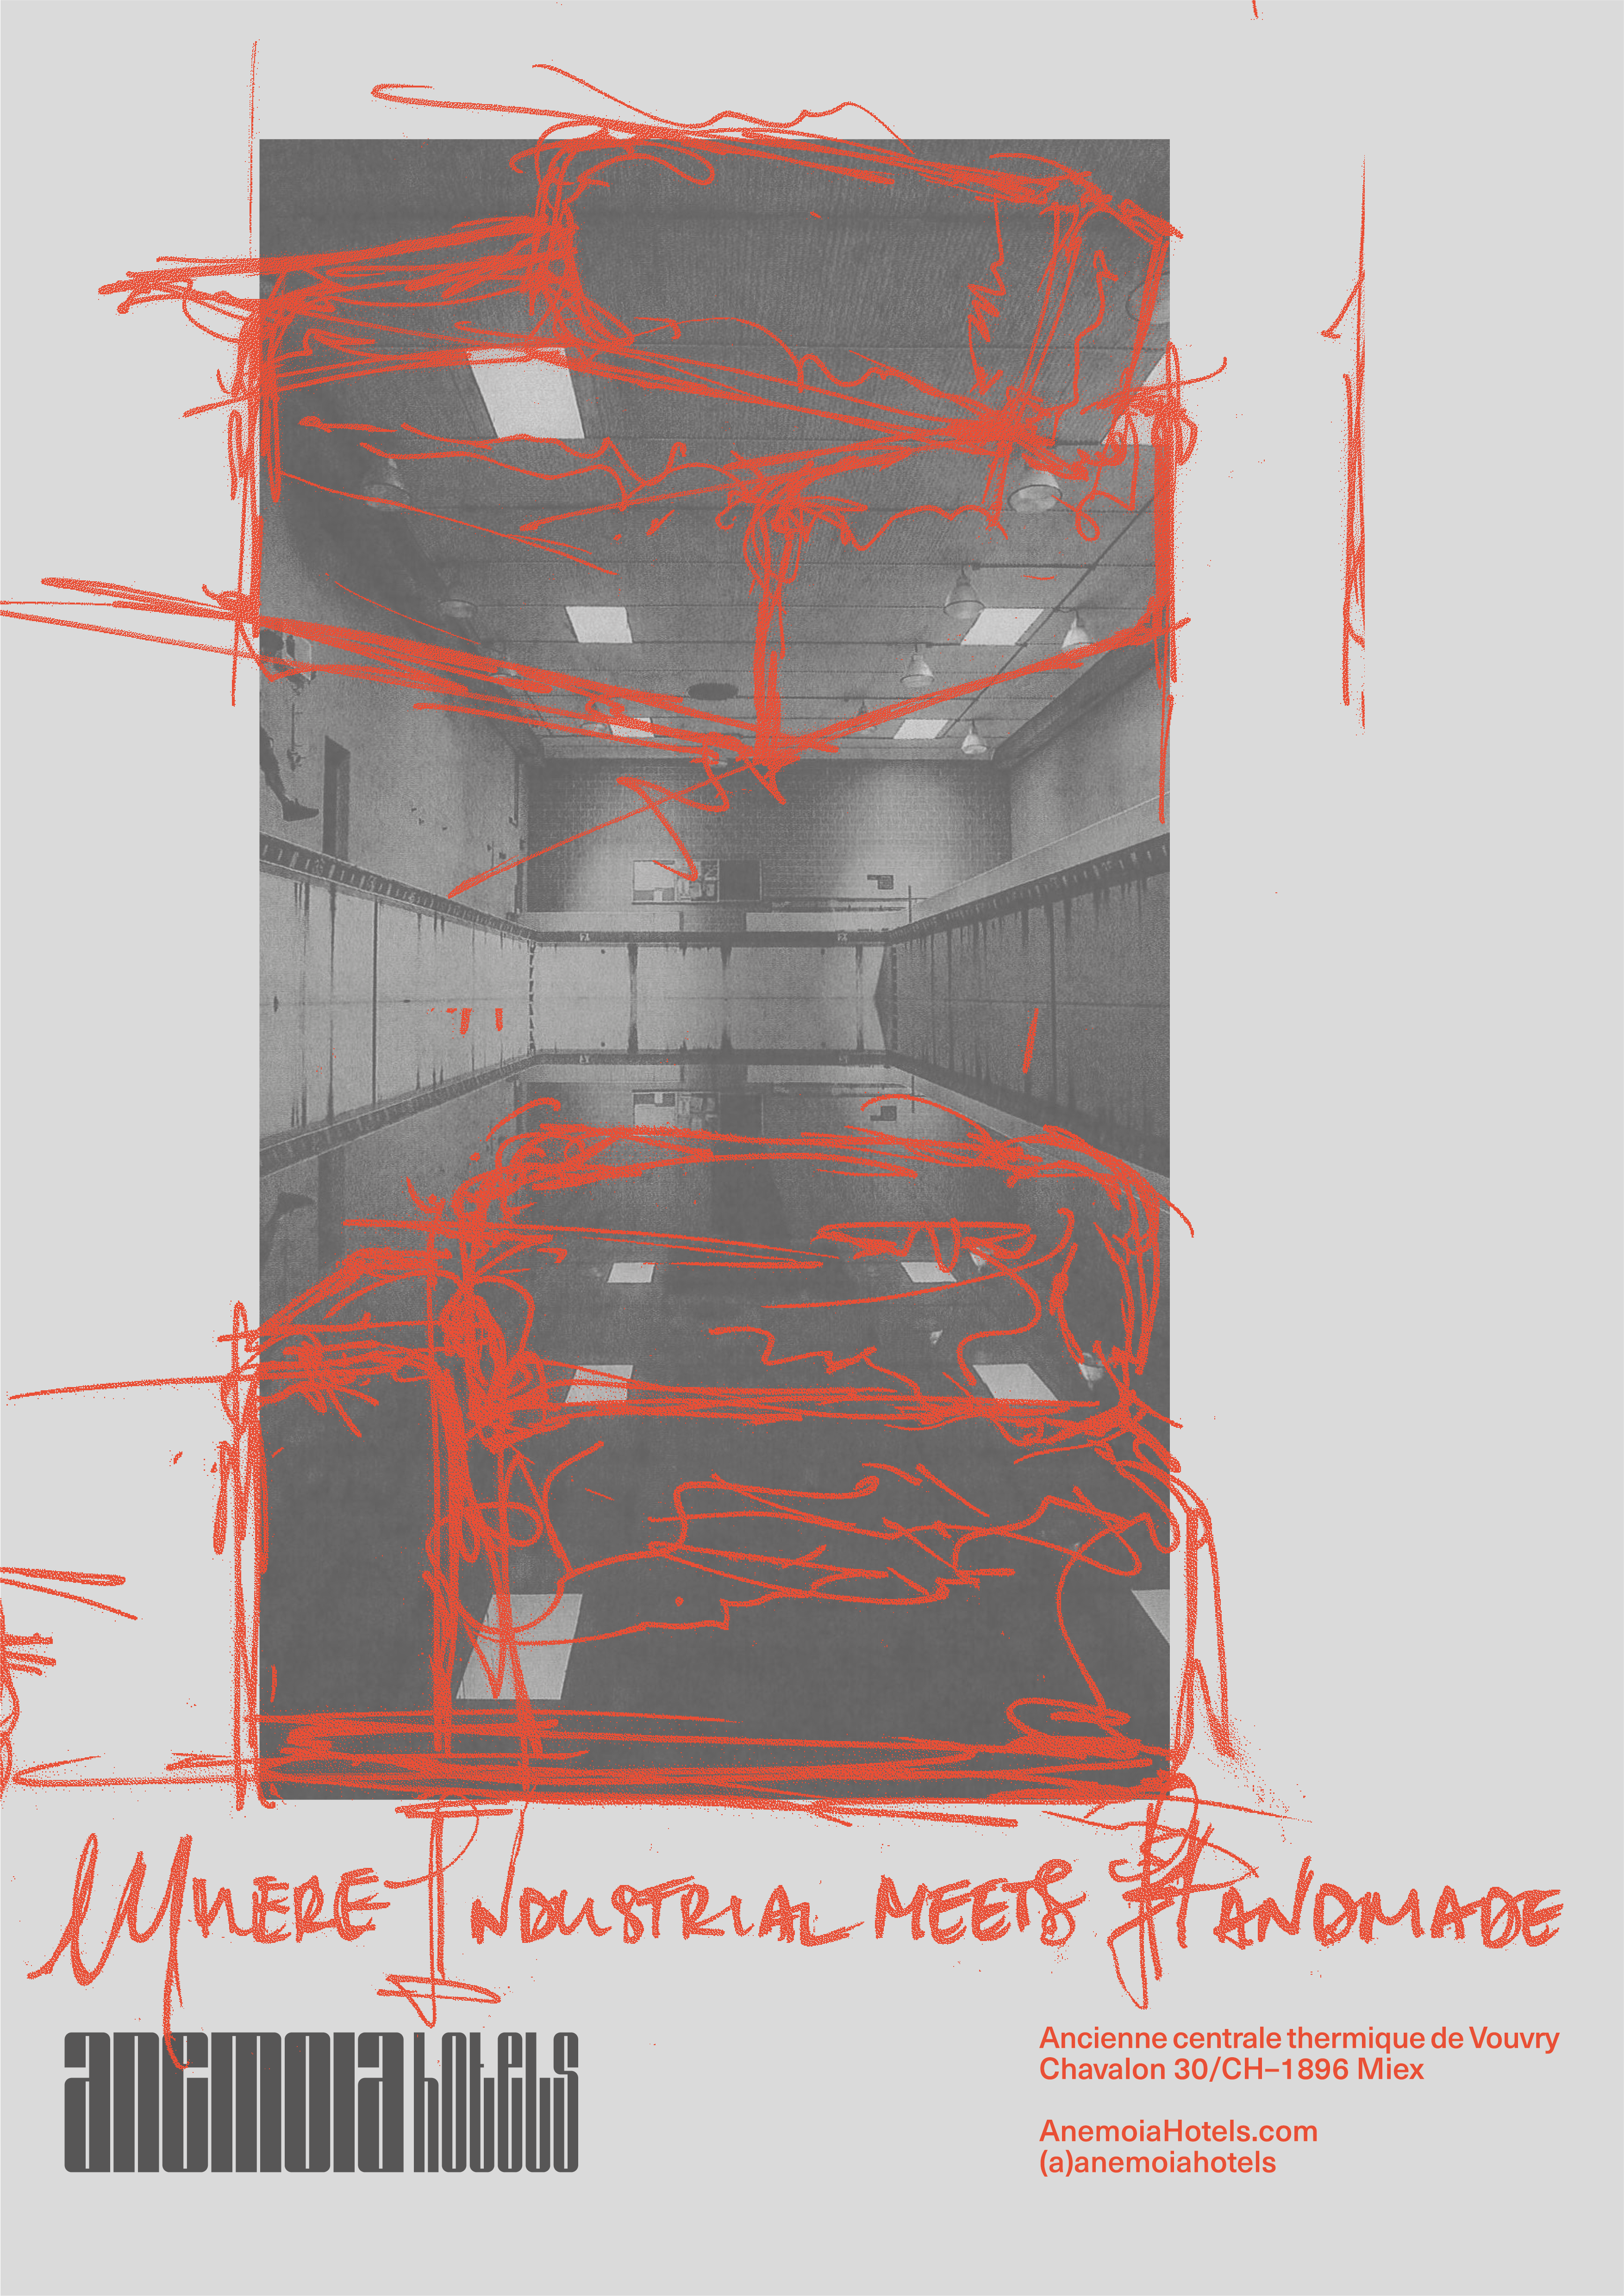 WHERE INDUSTRIAL MEETS HANDMADE
anemoia hotels
Ancienne centrale thermique de Vouvry
Chavalon 30/CH–1896 Miex
AnemoiaHotels.com
(a)anemoiahotels